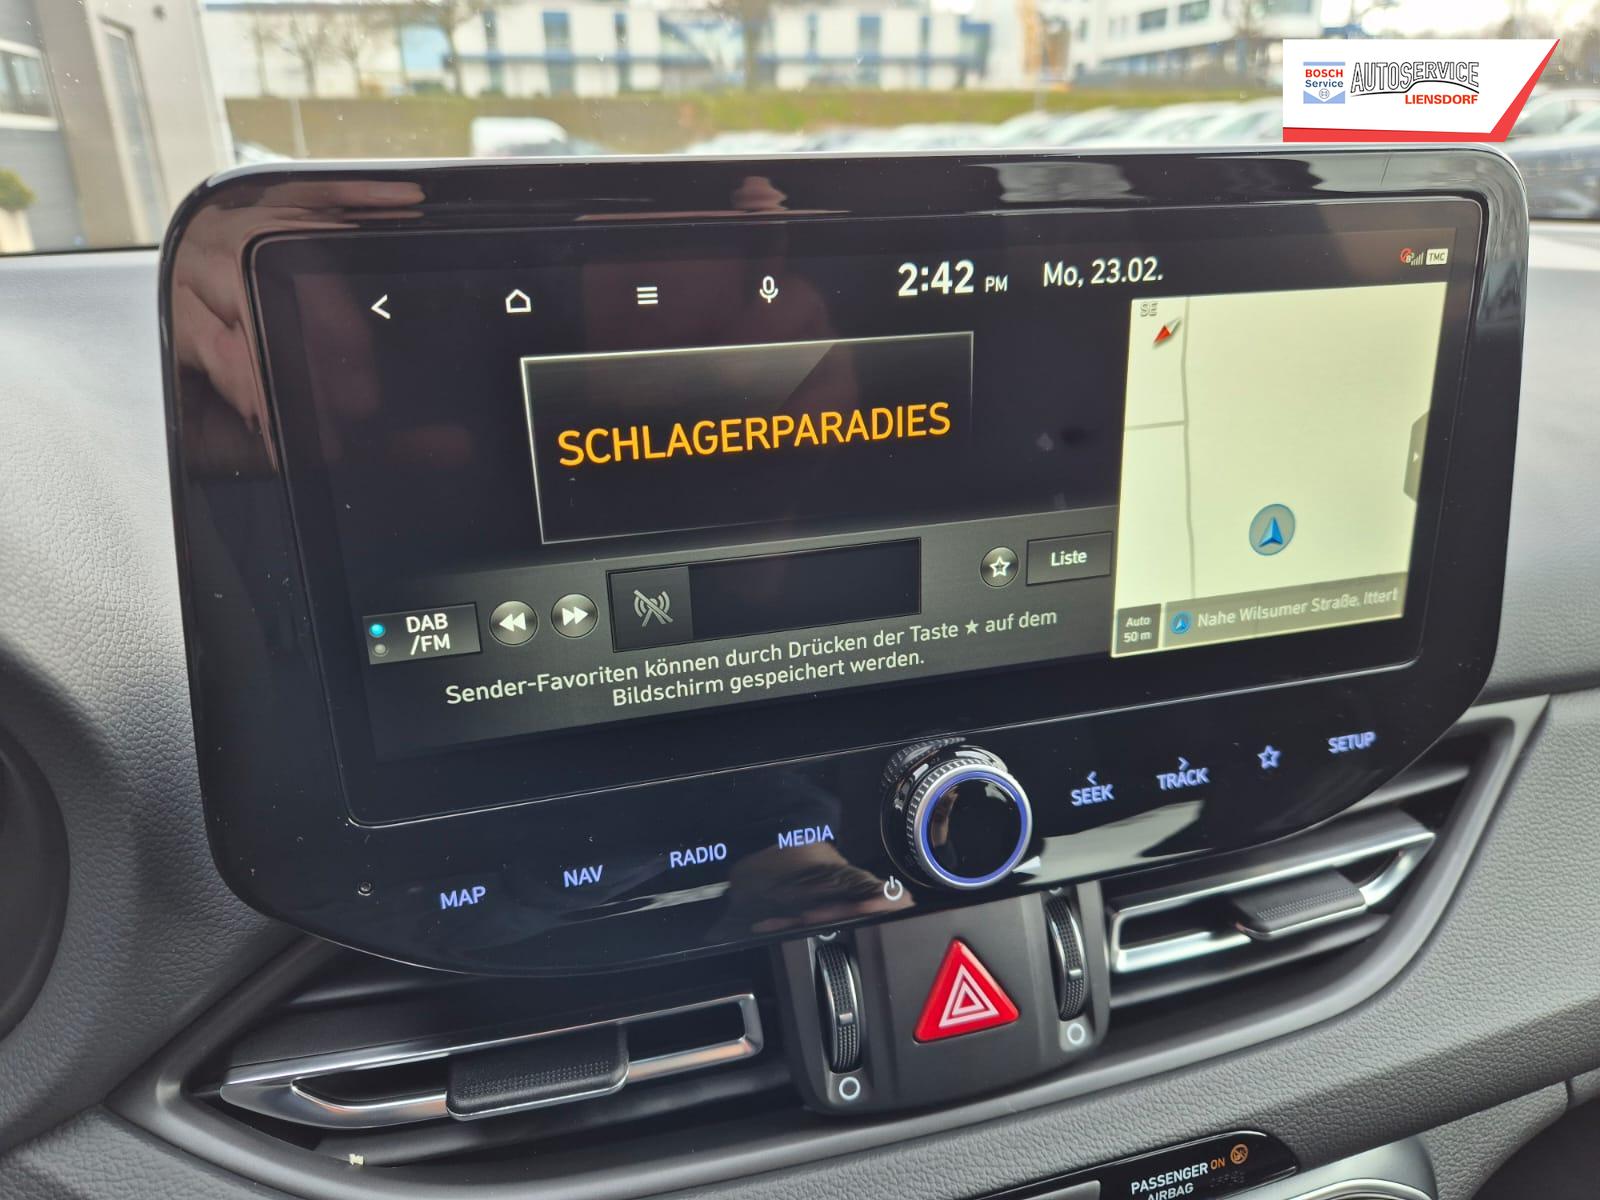 BOSCH
Service
AUTOSERVICE
LIENSDORF
2:42 PM Mo, 23.02.
TMC
SE
SCHLAGERPARADIES
Liste
DAB
/FM
Sender-Favoriten können durch Drücken der Taste ★ auf dem
Bildschirm gespeichert werden.
Auto
50 m
Nahe Wilsumer Straße, Itter
MAP
NAV
RADIO
MEDIA
SEEK
TRACK
SETUP
PASSENGER ON
AIRBAG